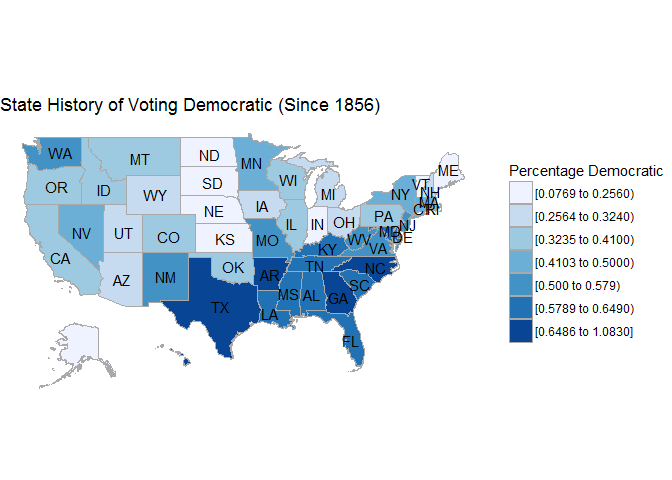 State History of Voting Democratic (Since 1856)
WA
MT
ND
MN
ME
OR
ID
SD
WI
MI
NY
VT
NH
MA
WY
NE
IA
PA
CT
RI
NV
UT
CO
KS
IL
IN
OH
NJ
MD
DE
CA
MO
WV
VA
KY
AZ
NM
OK
AR
TN
NC
TX
LA
MS
AL
GA
SC
FL
Percentage Democratic
[0.0769 to 0.2560)
[0.2564 to 0.3240)
[0.3235 to 0.4100)
[0.4103 to 0.5000)
[0.500 to 0.579)
[0.5789 to 0.6490)
[0.6486 to 1.0830]